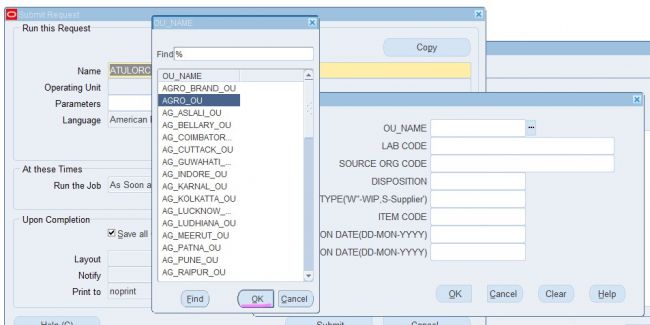 Submit Request
Run this Request
Copy
Name ATULORC
Operating Unit
Parameters
Language American
At these Times
Run the Job As Soon a
Upon Completion
Save all
Layout
Notify
Print to noprint
Help (C)
Submit
Cancel
OU_NAME
Find %
OU_NAME
AGRO_BRAND_OU
AGRO_OU
AG_ASLALI_OU
AG_BELLARY_OU
AG_COIMBATOR...
AG_CUTTACK_OU
AG_GUWAHATI_...
AG_INDORE_OU
AG_KARNAL_OU
AG_KOLKATTA_OU
AG_LUCKNOW_...
AG_LUDHIANA_OU
AG_MEERUT_OU
AG_PATNA_OU
AG_PUNE_OU
AG_RAIPUR_OU
Find OK Cancel
OU_NAME ...
LAB CODE
SOURCE ORG CODE
DISPOSITION
TYPE('W'-WIP,S-Supplier')
ITEM CODE
ON DATE(DD-MON-YYYY)
ON DATE(DD-MON-YYYY)
OK Cancel Clear Help